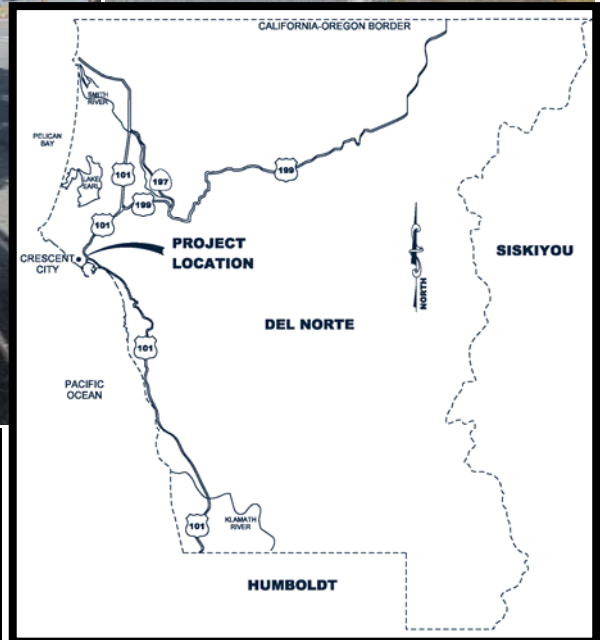 CALIFORNIA-OREGON BORDER
SMITH
RIVER
PELICAN
BAY
101
197
199
LAKE
EARL
199
101
CRESCENT
CITY
PROJECT
LOCATION
NORTH
SISKIYOU
DEL NORTE
101
PACIFIC
OCEAN
101
KLAMATH
RIVER
HUMBOLDT